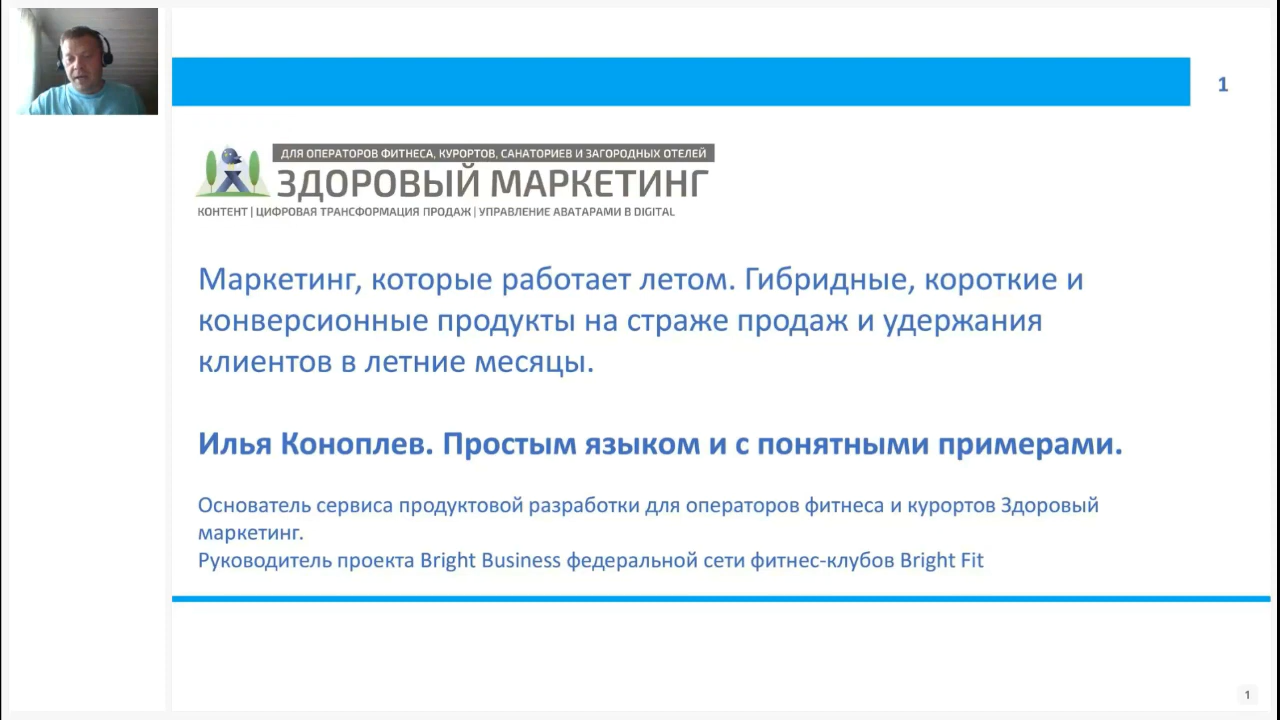 1
ДЛЯ ОПЕРАТОРОВ ФИТНЕСА, КУРОРТОВ, САНАТОРИЕВ И ЗАГОРОДНЫХ ОТЕЛЕЙ
ЗДОРОВЫЙ МАРКЕТИНГ
КОНТЕНТ | ЦИФРОВАЯ ТРАНСФОРМАЦИЯ ПРОДАЖ | УПРАВЛЕНИЕ АВАТАРАМИ В DIGITAL
Маркетинг, которые работает летом. Гибридные, короткие и
конверсионные продукты на страже продаж и удержания
клиентов в летние месяцы.
Илья Коноплев. Простым языком и с понятными примерами.
Основатель сервиса продуктовой разработки для операторов фитнеса и курортов Здоровый
маркетинг.
Руководитель проекта Bright Business федеральной сети фитнес-клубов Bright Fit
1